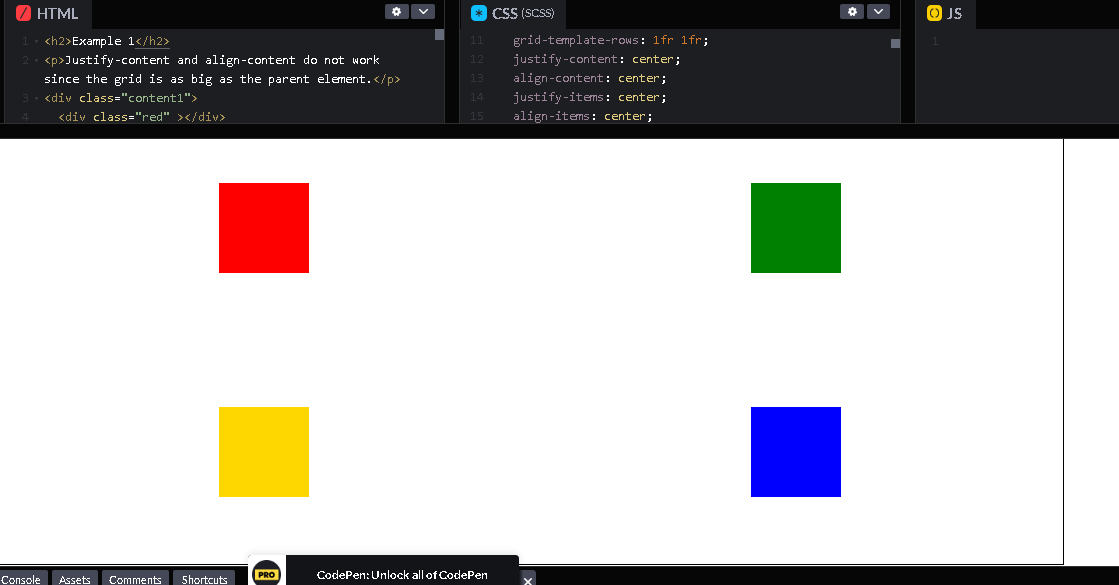 HTML
1 <h2>Example 1</h2>
2 <p>Justify-content and align-content do not work
since the grid is as big as the parent element.</p>
3 <div class="content1">
4 <div class="red" ></div>
CSS (SCSS)
11 grid-template-rows: 1fr 1fr;
12 justify-content: center;
13 align-content: center;
14 justify-items: center;
15 align-items: center;
JS
1
Console Assets Comments Shortcuts
PRO CodePen: Unlock all of CodePen